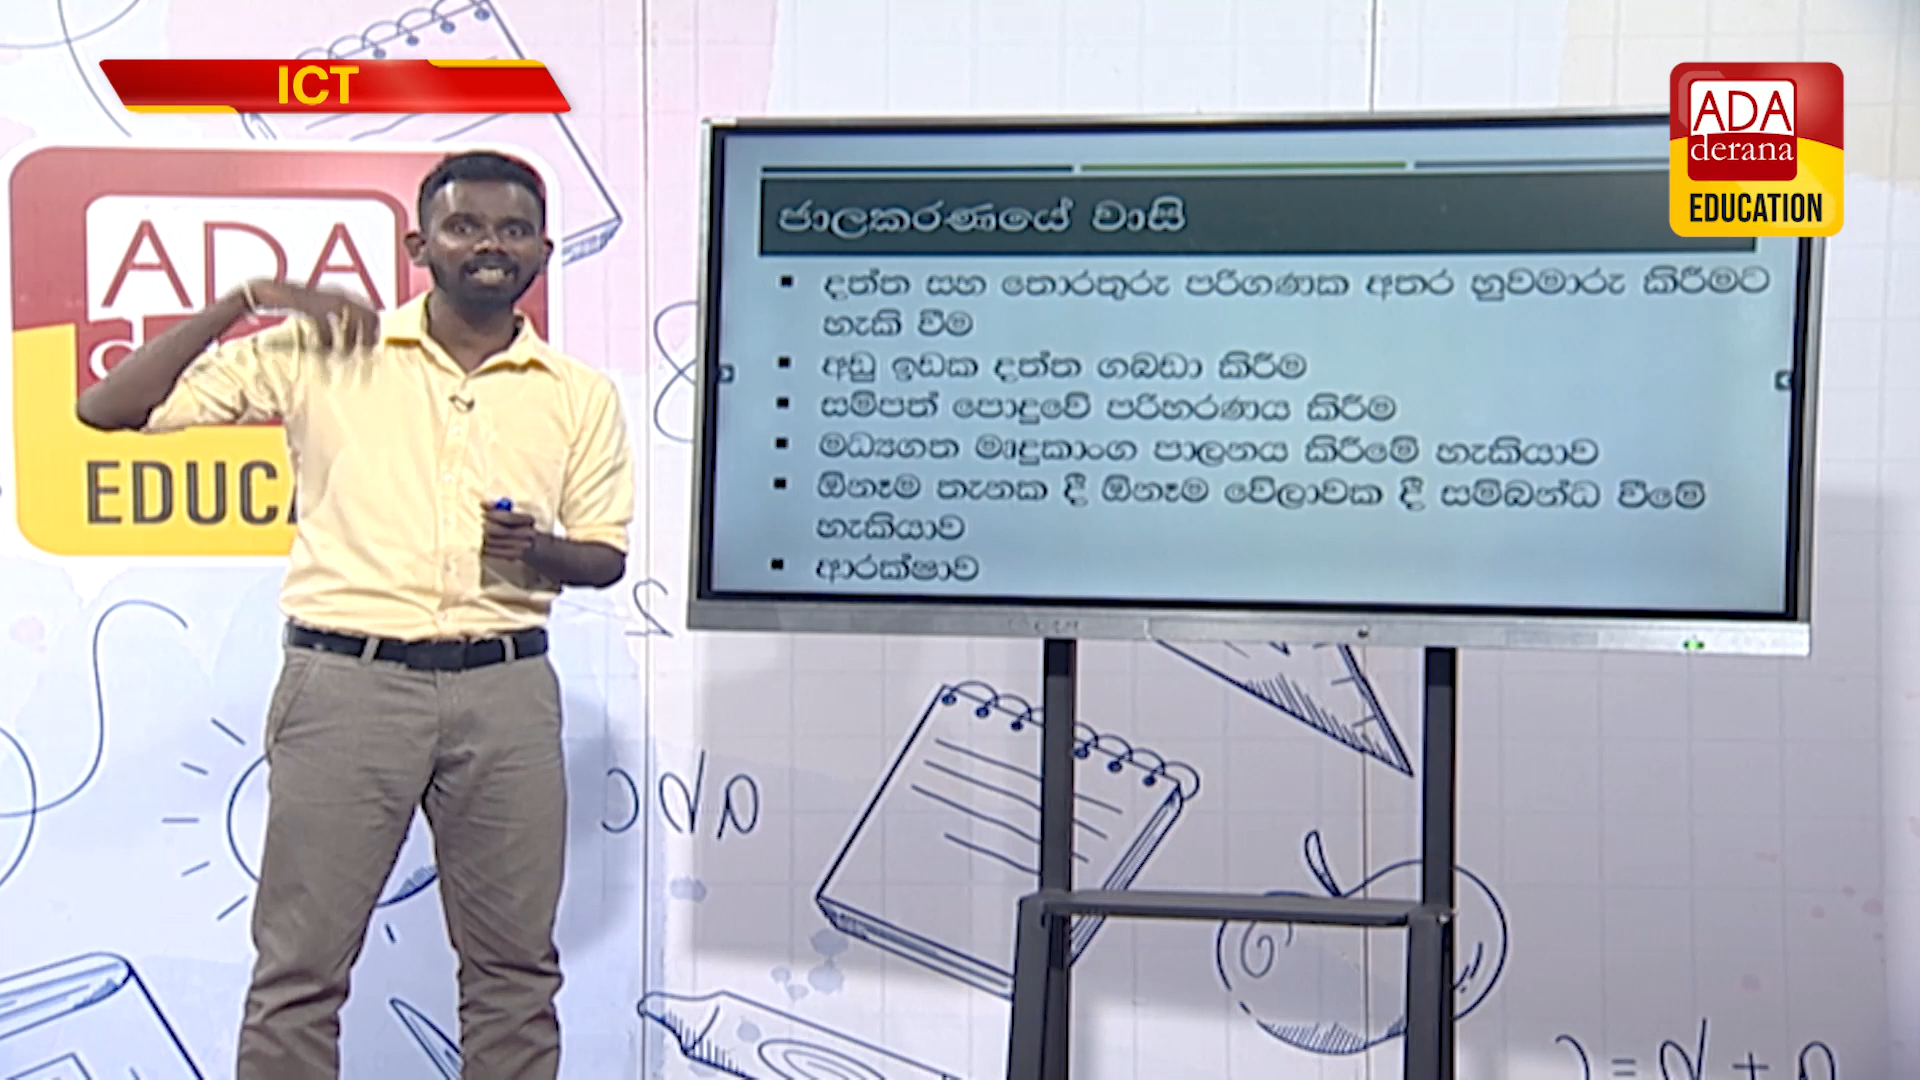 ICT
ADA
derana
EDUCATION
ADA
EDUCA
ජාලකරණයේ වාසි
▪ දත්ත සහ තොරතුරු පරිගණක අතර හුවමාරු කිරීමට
හැකි වීම
▪ අඩු ඉඩක දත්ත ගබඩා කිරීම
▪ සම්පත් පොදුවේ පරිහරණය කිරීම
▪ මධ්‍යගත මෘදුකාංග පාලනය කිරීමේ හැකියාව
▪ ඕනෑම තැනක දී ඕනෑම වේලාවක දී සම්බන්ධ වීමේ
හැකියාව
▪ ආරක්ෂාව